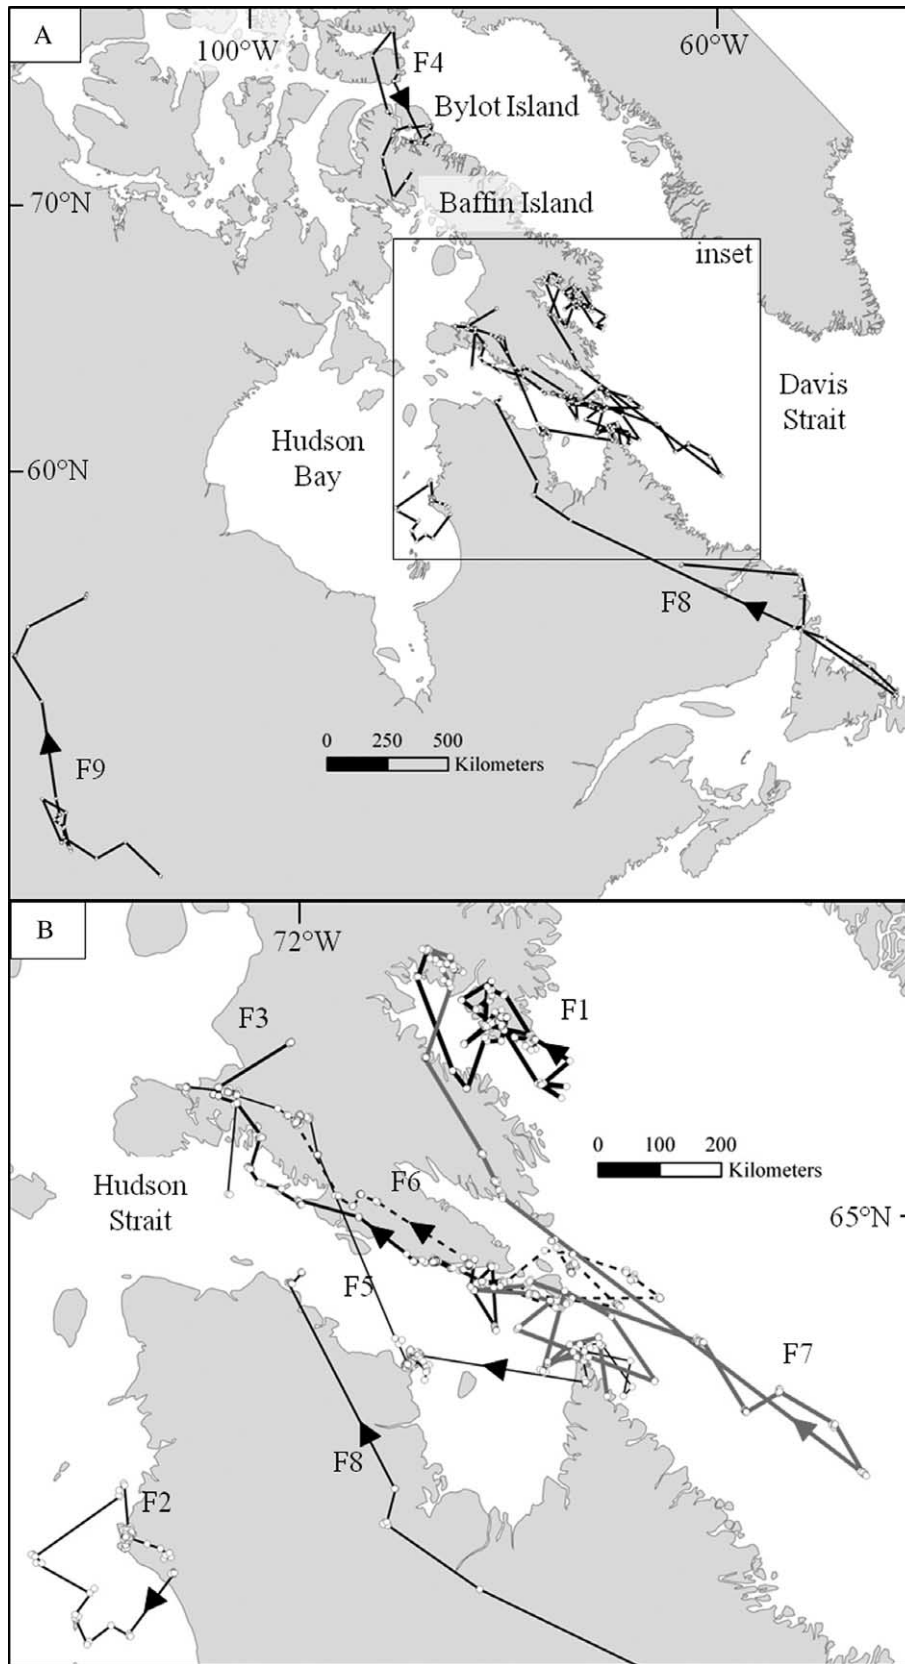 A
100°W
60°W
F4
Bylot Island
70°N
Baffin Island
inset
Davis
Strait
Hudson
Bay
60°N
F8
F9
0 250 500
Kilometers
B
72°W
F3
F1
0 100 200
Kilometers
Hudson
Strait
F6
65°N
F5
F7
F8
F2